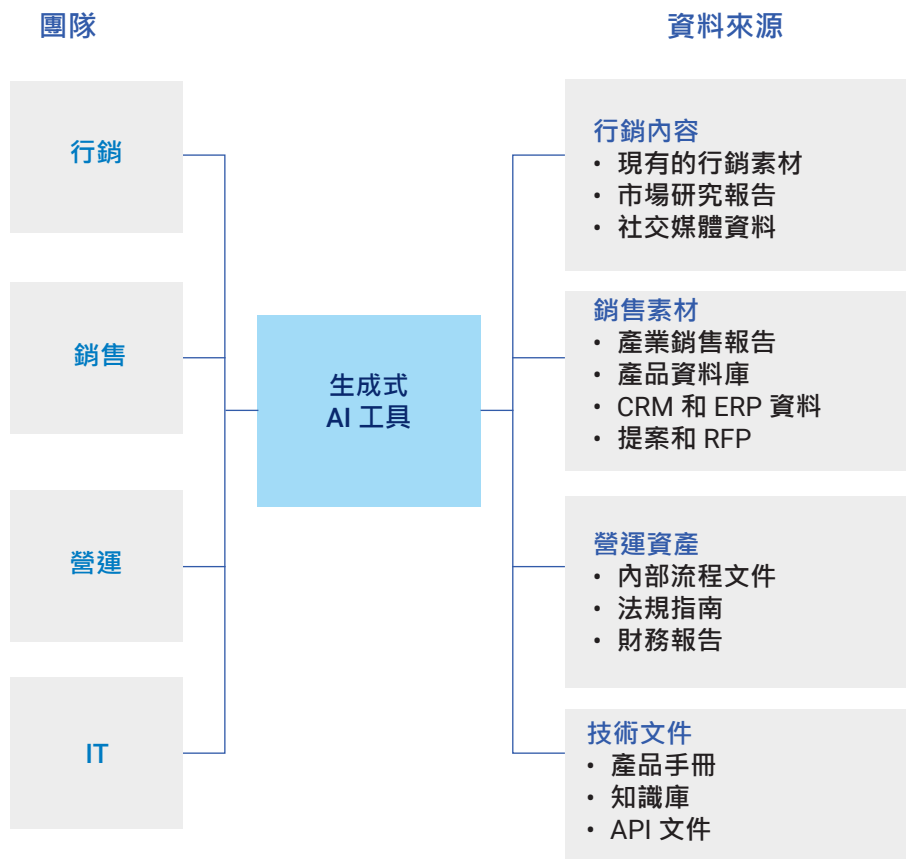 團隊
資料來源
行銷
銷售
營運
IT
生成式
AI 工具
行銷內容
• 現有的行銷素材
• 市場研究報告
• 社交媒體資料
銷售素材
• 產業銷售報告
• 產品資料庫
• CRM 和 ERP 資料
• 提案和 RFP
營運資產
• 內部流程文件
• 法規指南
• 財務報告
技術文件
• 產品手冊
• 知識庫
• API 文件